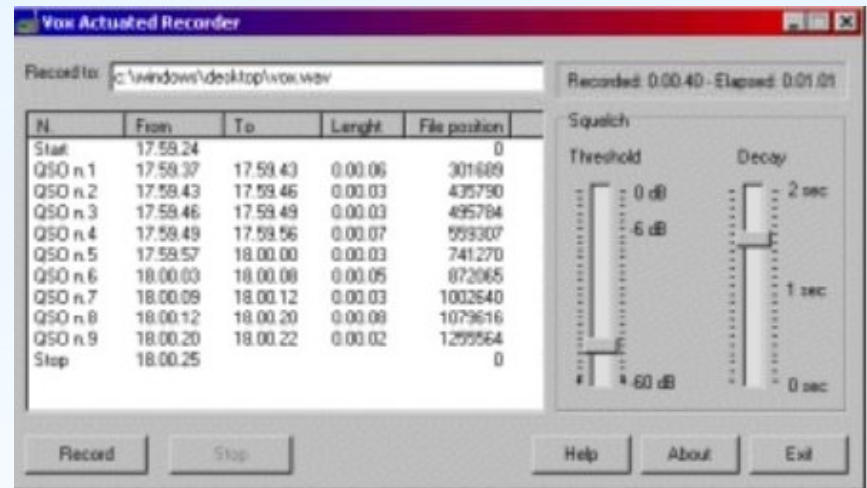 Vox Actuated Recorder
Record to: c:\windows\desktop\vox.wav
Recorded: 0:00.40 - Elapsed: 0:01.01
N. From To Lenght File position
Start 17.59.24 0
QSO n.1 17.59.37 17.59.43 0.00.06 301689
QSO n.2 17.59.43 17.59.46 0.00.03 435790
QSO n.3 17.59.46 17.59.49 0.00.03 495784
QSO n.4 17.59.49 17.59.56 0.00.07 559307
QSO n.5 17.59.57 18.00.00 0.00.03 741270
QSO n.6 18.00.03 18.00.08 0.00.05 872065
QSO n.7 18.00.09 18.00.12 0.00.03 1002640
QSO n.8 18.00.12 18.00.20 0.00.08 1079616
QSO n.9 18.00.20 18.00.22 0.00.02 1255564
Stop 18.00.25 0
Squelch
Threshold Decay
0 dB 2 sec
-6 dB
1 sec
-60 dB 0 sec
Record Stop Help About Exit